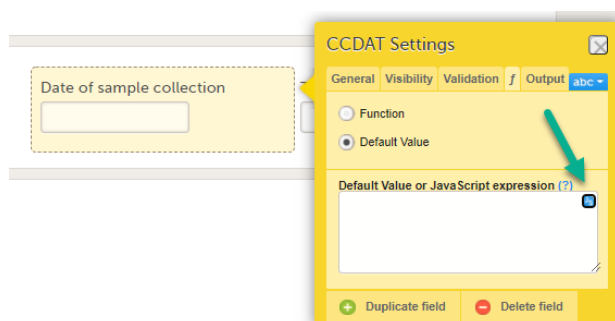 CCDAT Settings
General Visibility Validation f Output abc
Date of sample collection
Function
Default Value
Default Value or JavaScript expression (?)
Duplicate field Delete field